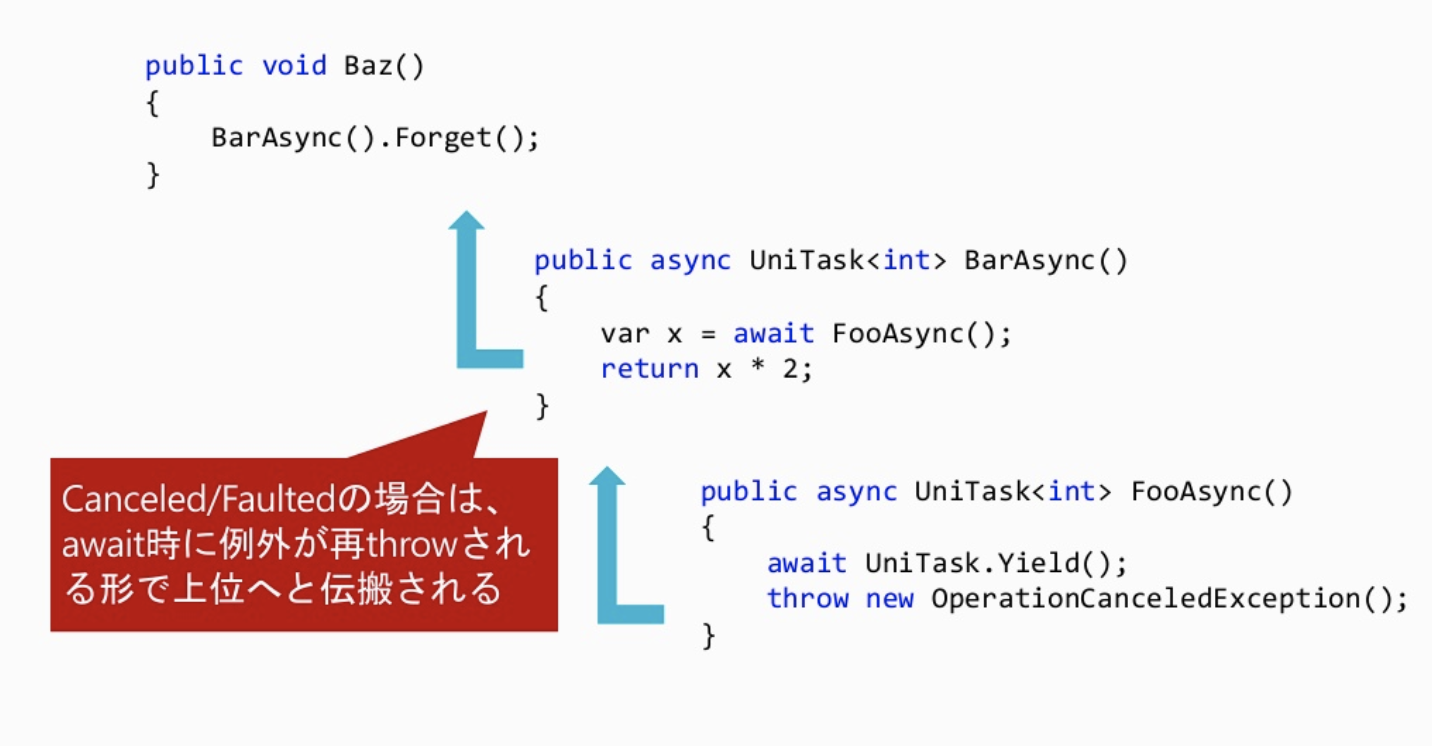 public void Baz()
{
    BarAsync().Forget();
}
public async UniTask<int> BarAsync()
{
    var x = await FooAsync();
    return x * 2;
}
Canceled/Faultedの場合は、
await時に例外が再throwされ
る形で上位へと伝搬される
public async UniTask<int> FooAsync()
{
    await UniTask.Yield();
    throw new OperationCanceledException();
}